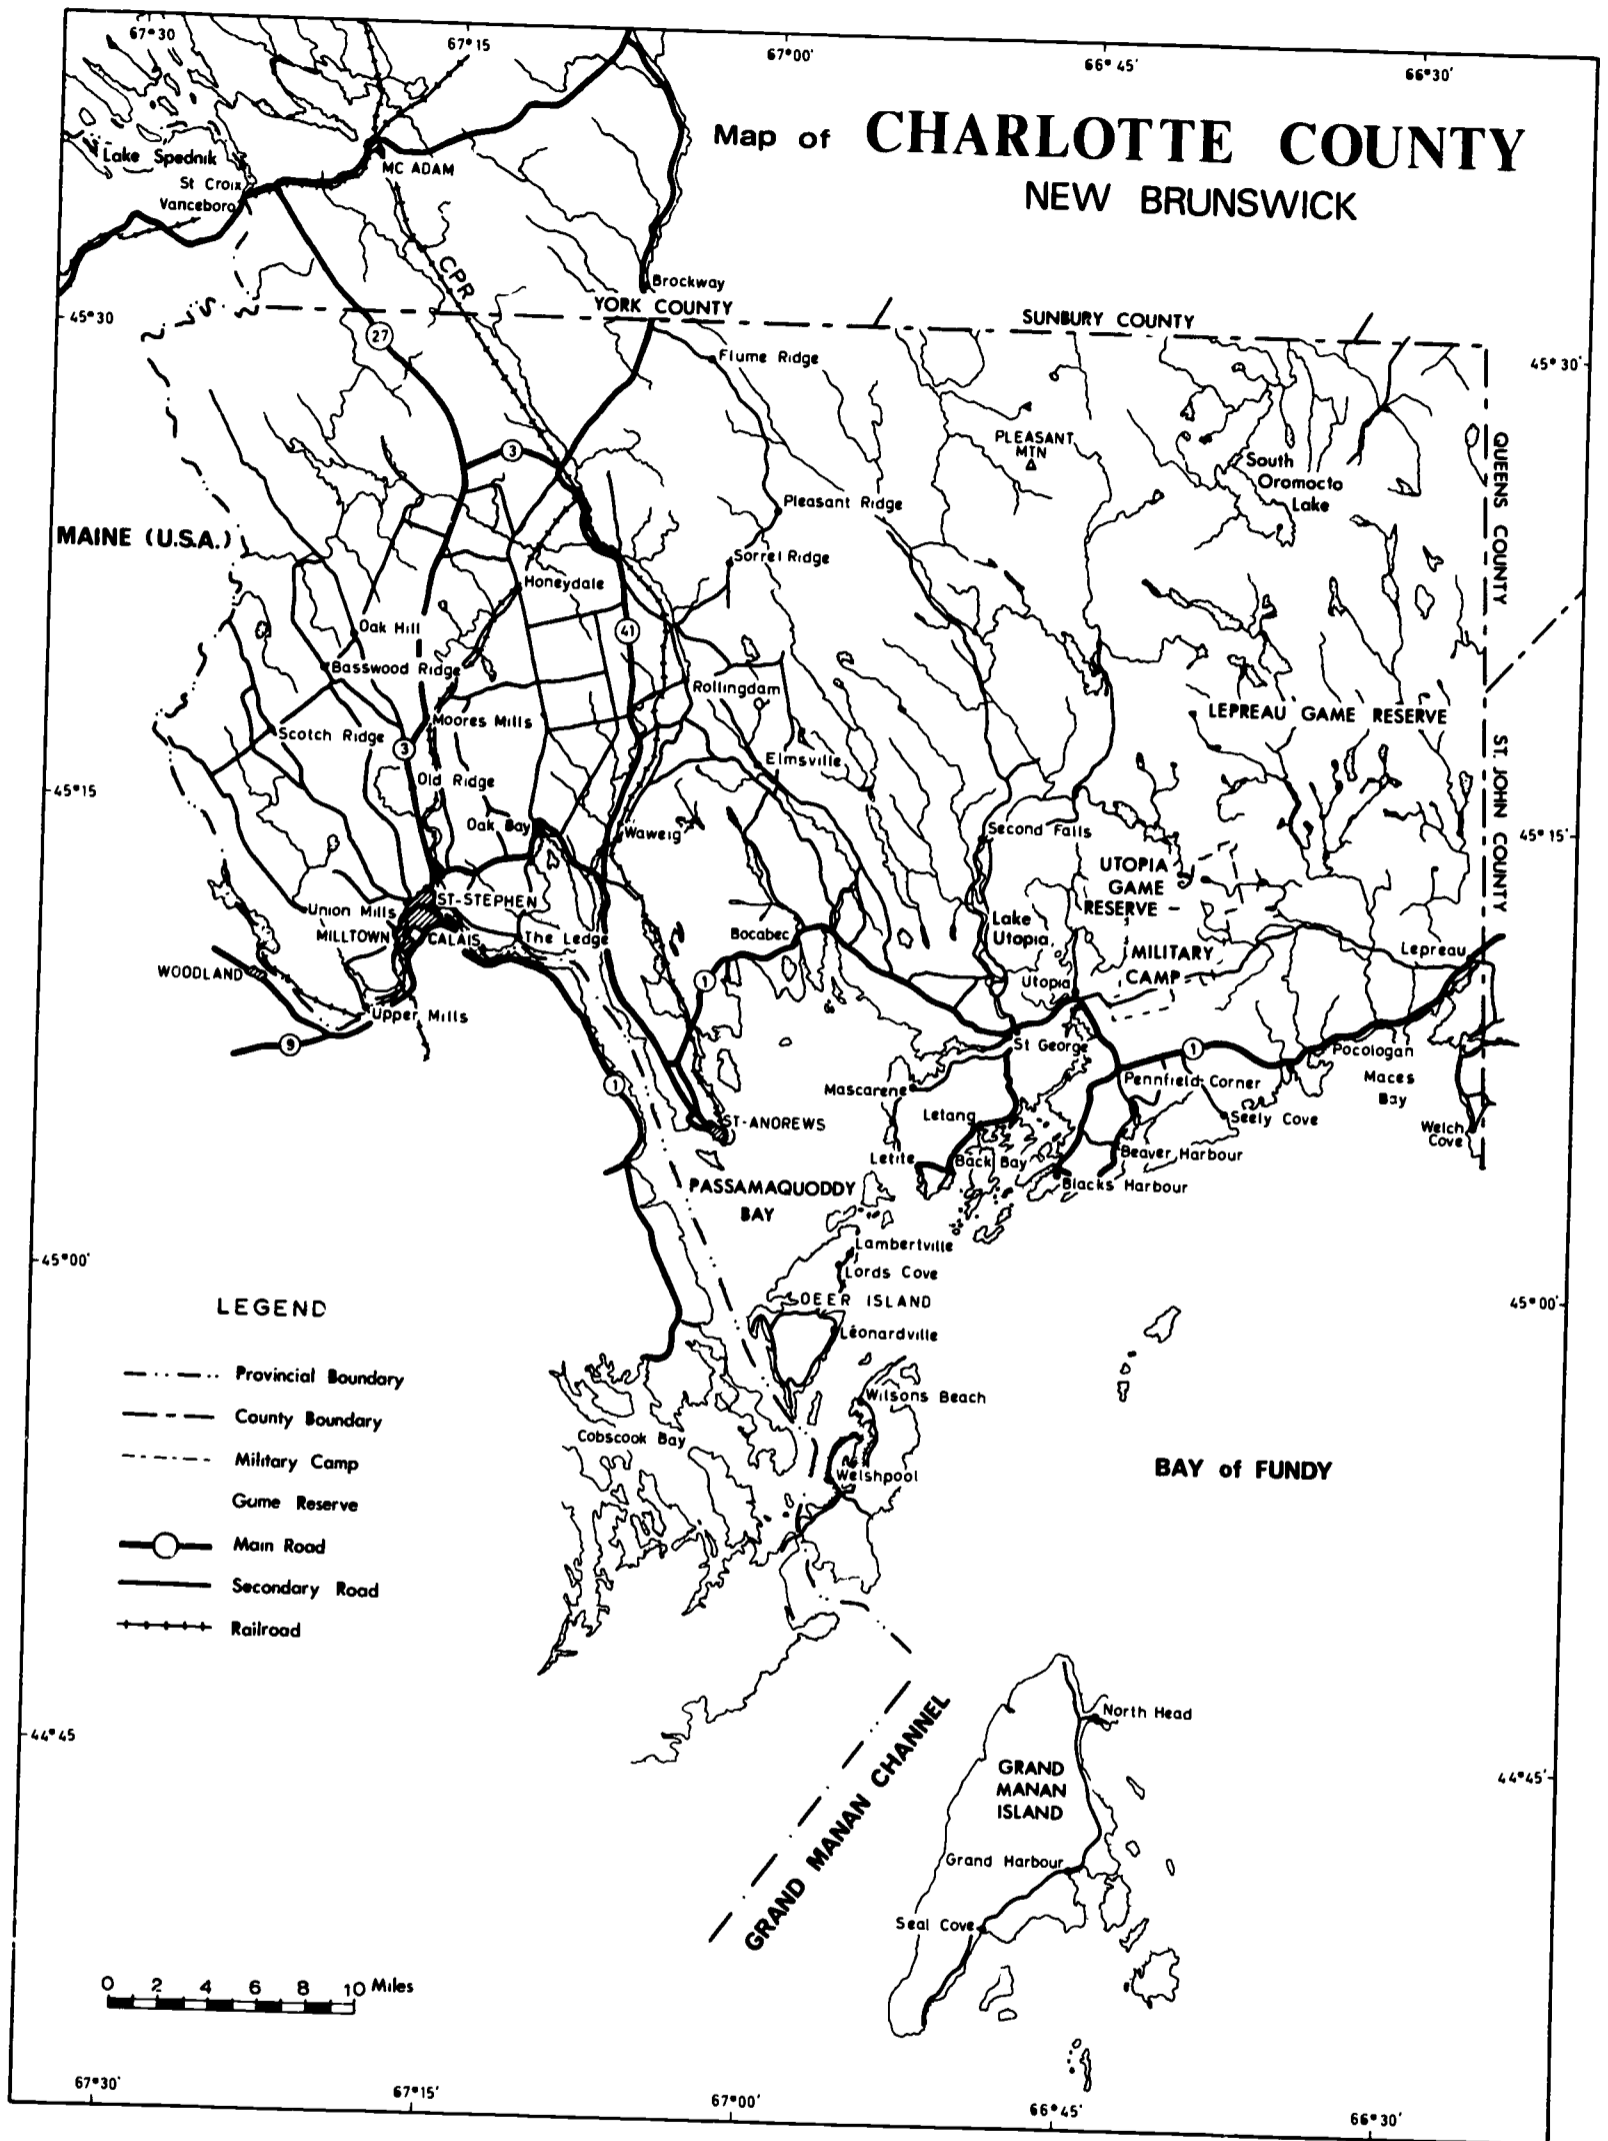 67°30
67°15
67°00'
66°45'
66°30'
Map of CHARLOTTE COUNTY
NEW BRUNSWICK
Lake Spednik
St Croix
Vanceboro
MC ADAM
CPR
Brockway
YORK COUNTY
SUNBURY COUNTY
45°30
45°30'
27
Flume Ridge
3
PLEASANT
MTN
South
Oromocto
Lake
QUEENS COUNTY
Pleasant Ridge
MAINE (U.S.A.)
Sorrel Ridge
Honeydale
Oak Hill
41
Basswood Ridge
Rollingdam
LEPREAU GAME RESERVE
Moores Mills
Scotch Ridge
3
ST. JOHN COUNTY
Elmsville
Old Ridge
45°15
Oak Bay
Waweig
Second Falls
45°15'
UTOPIA
GAME
RESERVE
ST-STEPHEN
Union Mills
Lake
Utopia
MILLTOWN
CALAIS
The Ledge
Bocabec
MILITARY
CAMP
Lepreau
WOODLAND
1
Utopia
Upper Mills
9
St George
1
Pocologan
Maces
Bay
1
Mascarene
Pennfield Corner
Letang
Seely Cove
ST-ANDREWS
Welch
Cove
Letite
Back Bay
Beaver Harbour
Blacks Harbour
PASSAMAQUODDY
BAY
Lambertville
45°00'
Lords Cove
DEER ISLAND
45°00'
LEGEND
Léonardville
Provincial Boundary
Wilsons Beach
County Boundary
Cobscook Bay
Military Camp
Welshpool
BAY of FUNDY
Game Reserve
Main Road
Secondary Road
Railroad
GRAND MANAN CHANNEL
North Head
44°45
GRAND
MANAN
ISLAND
44°45'
Grand Harbour
Seal Cove
0 2 4 6 8 10 Miles
67°30'
67°15'
67°00'
66°45'
66°30'